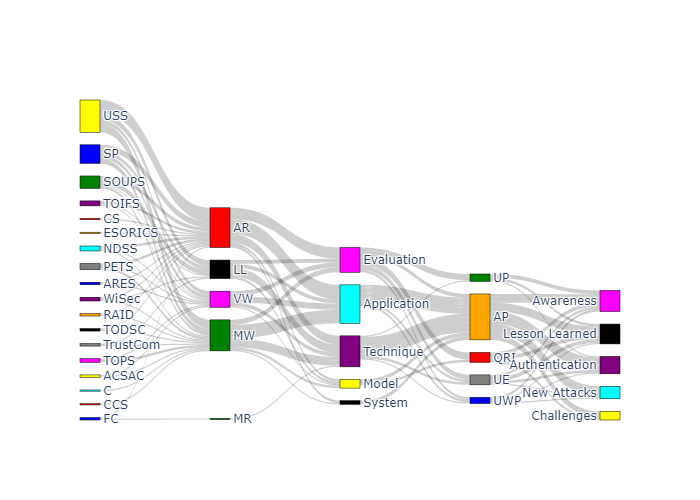 USS
SP
SOUPS
TOIFS
CS
ESORICS
NDSS
PETS
ARES
WiSec
RAID
TODSC
TrustCom
TOPS
ACSAC
C
CCS
FC
AR
LL
VW
MW
MR
Evaluation
Application
Technique
Model
System
UP
AP
QRI
UE
UWP
Awareness
Lesson Learned
Authentication
New Attacks
Challenges